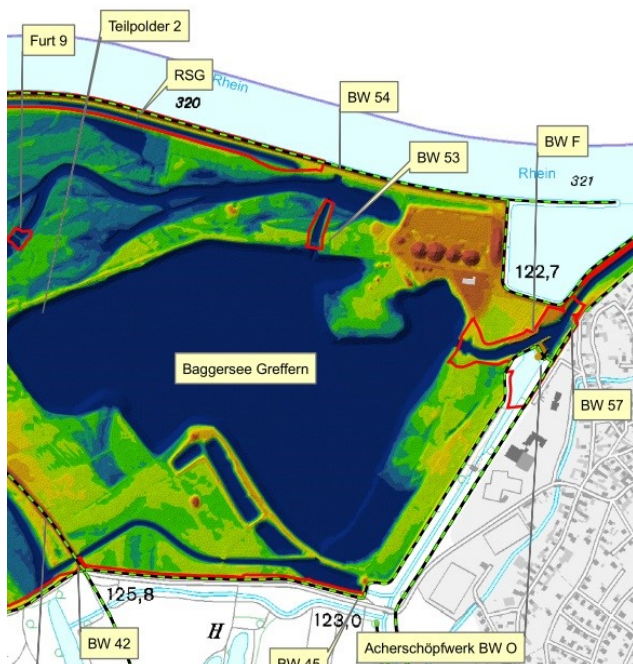 Teilpolder 2
Furt 9
RSG
Rhein
320
BW 54
BW F
BW 53
Rhein
321
122,7
Baggersee Greffern
BW 57
125,8
123,0
H
BW 42
BW 45
Acherschöpfwerk BW O